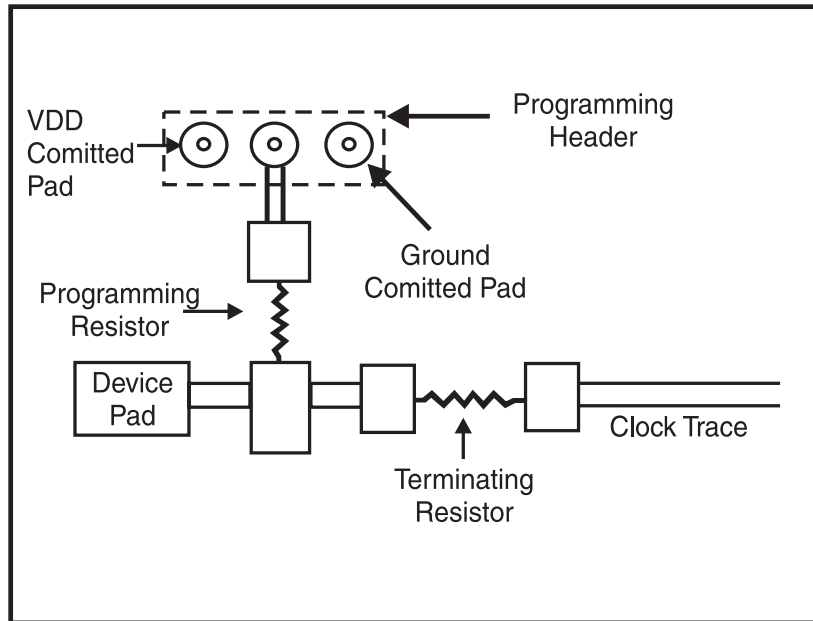 VDD
Comitted
Pad
Programming
Header
Ground
Comitted Pad
Programming
Resistor
Device
Pad
Clock Trace
Terminating
Resistor